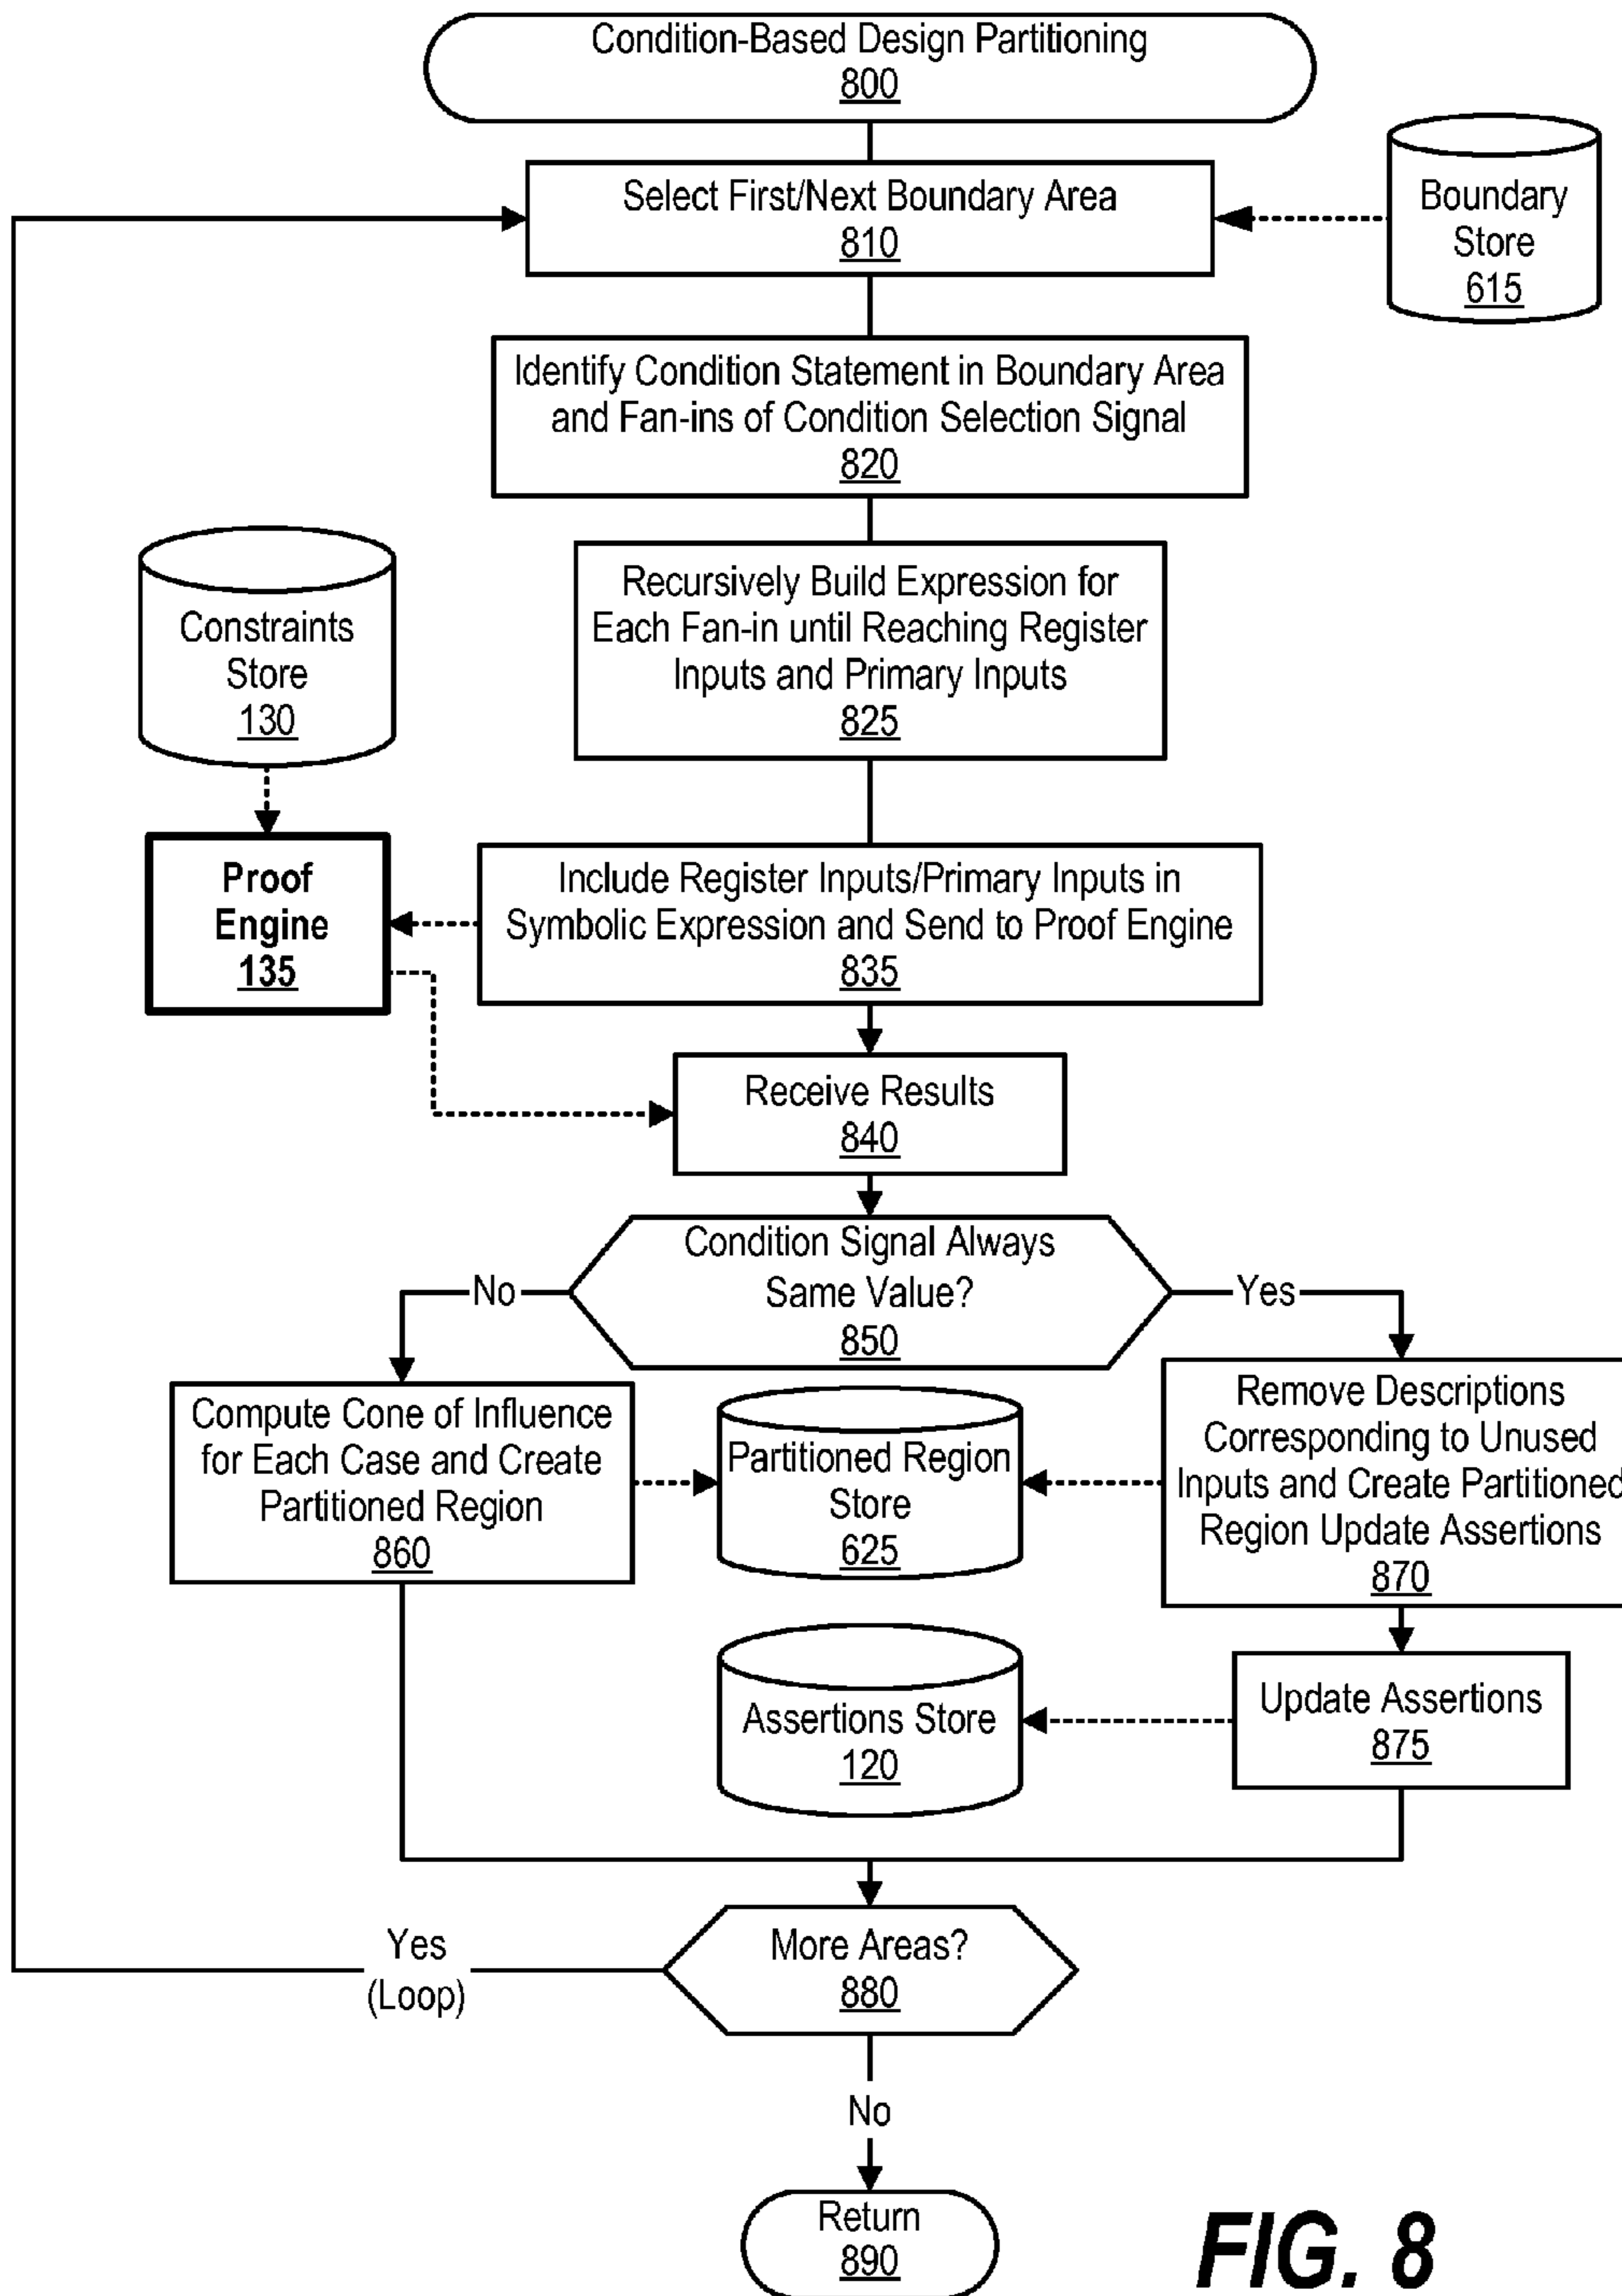 Condition-Based Design Partitioning
800
Select First/Next Boundary Area
810
Boundary
Store
615
Identify Condition Statement in Boundary Area
and Fan-ins of Condition Selection Signal
820
Recursively Build Expression for
Each Fan-in until Reaching Register
Inputs and Primary Inputs
825
Constraints
Store
130
Proof
Engine
135
Include Register Inputs/Primary Inputs in
Symbolic Expression and Send to Proof Engine
835
Receive Results
840
Condition Signal Always
Same Value?
850
No
Yes
Compute Cone of Influence
for Each Case and Create
Partitioned Region
860
Partitioned Region
Store
625
Remove Descriptions
Corresponding to Unused
Inputs and Create Partitioned
Region Update Assertions
870
Assertions Store
120
Update Assertions
875
More Areas?
880
Yes
(Loop)
No
Return
890
FIG. 8